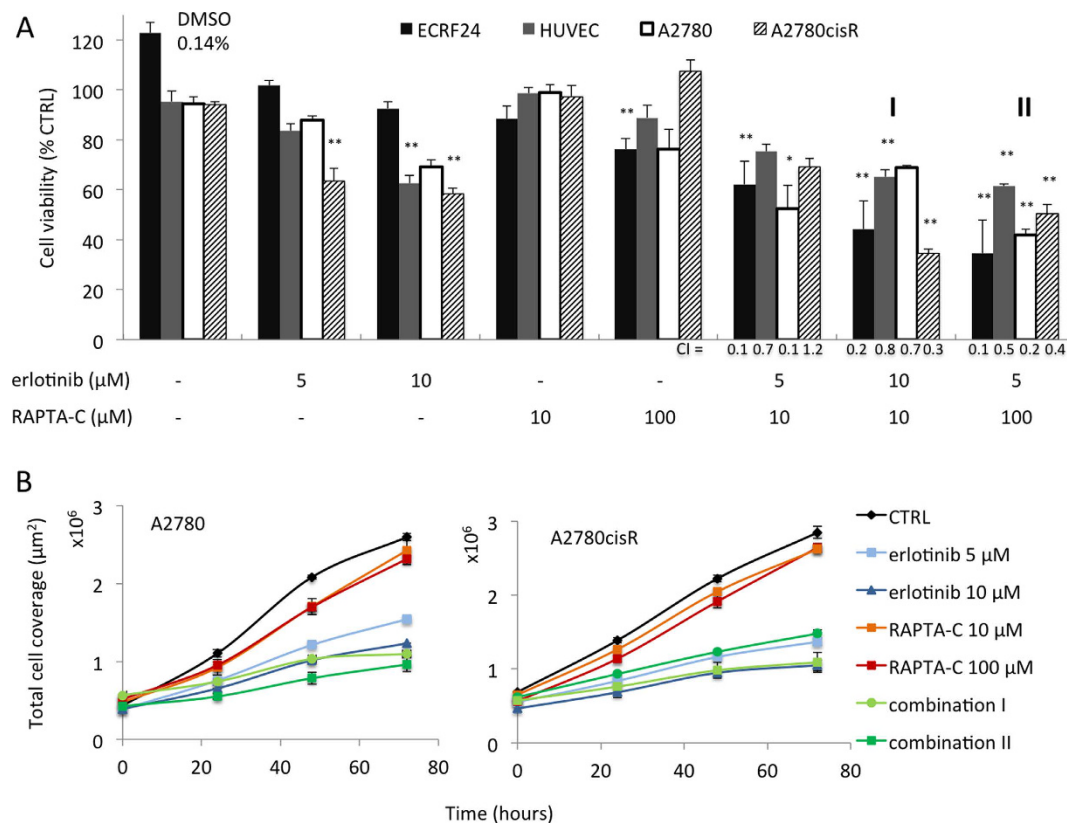 A
DMSO
0.14%
ECRF24 HUVEC A2780 A2780cisR
Cell viability (% CTRL)
120
100
80
60
40
20
0
** ** ** ** ** * ** ** ** ** ** ** **
I II
CI = 0.1 0.7 0.1 1.2 0.2 0.8 0.7 0.3 0.1 0.5 0.2 0.4
erlotinib (µM) - 5 10 - - 5 10 5
RAPTA-C (µM) - - - 10 100 10 10 100
B
Total cell coverage (µm²)
x10⁶
A2780
3
2
1
0
0 20 40 60 80
x10⁶
A2780cisR
3
2
1
0
0 20 40 60 80
Time (hours)
CTRL
erlotinib 5 µM
erlotinib 10 µM
RAPTA-C 10 µM
RAPTA-C 100 µM
combination I
combination II